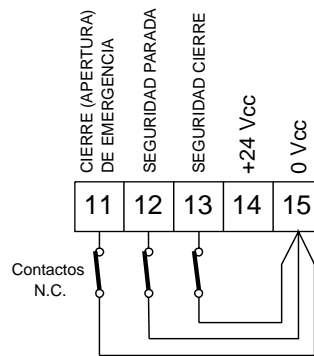 CIERRE (APERTURA)
DE EMERGENCIA
SEGURIDAD PARADA
SEGURIDAD CIERRE
+24 Vcc
0 Vcc
11 12 13 14 15
Contactos
N.C.